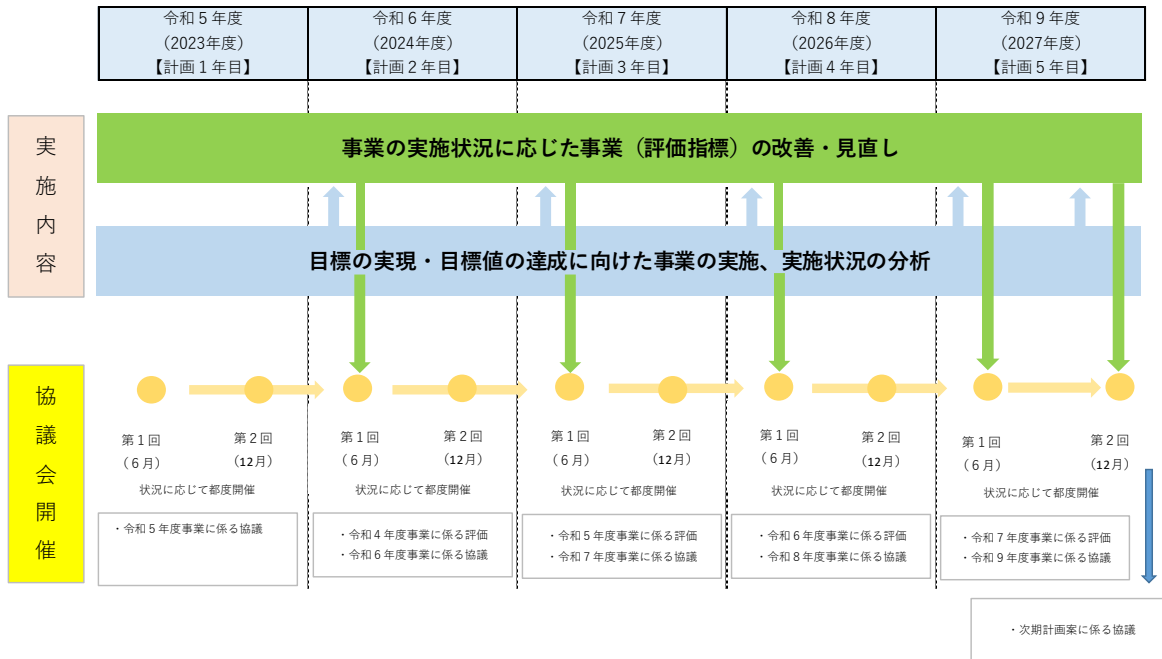 令和５年度
(2023年度)
【計画１年目】
令和６年度
(2024年度)
【計画２年目】
令和７年度
(2025年度)
【計画３年目】
令和８年度
(2026年度)
【計画４年目】
令和９年度
(2027年度)
【計画５年目】
実施内容
事業の実施状況に応じた事業（評価指標）の改善・見直し
目標の実現・目標値の達成に向けた事業の実施、実施状況の分析
協議会開催
第１回
（６月）
第２回
(12月)
状況に応じて都度開催
・令和５年度事業に係る協議
第１回
（６月）
第２回
(12月)
状況に応じて都度開催
・令和４年度事業に係る評価
・令和６年度事業に係る協議
第１回
（６月）
第２回
(12月)
状況に応じて都度開催
・令和５年度事業に係る評価
・令和７年度事業に係る協議
第１回
（６月）
第２回
(12月)
状況に応じて都度開催
・令和６年度事業に係る評価
・令和８年度事業に係る協議
第１回
（６月）
第２回
(12月)
状況に応じて都度開催
・令和７年度事業に係る評価
・令和９年度事業に係る協議
・次期計画案に係る協議